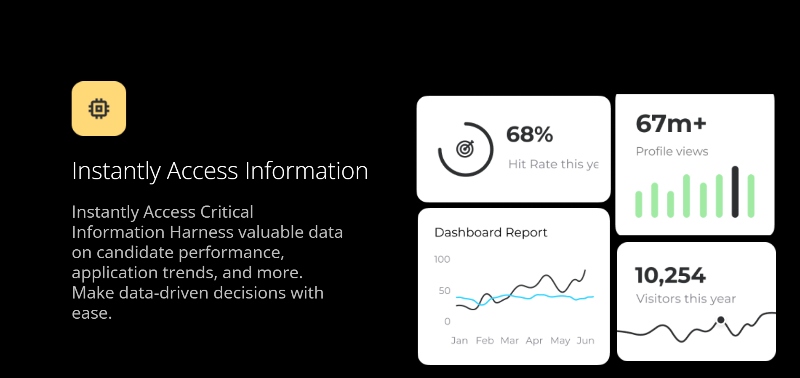 Instantly Access Information
Instantly Access Critical
Information Harness valuable data
on candidate performance,
application trends, and more.
Make data-driven decisions with
ease.
68%
Hit Rate this ye
67m+
Profile views
Dashboard Report
100
50
0
Jan Feb Mar Apr May Jun
10,254
Visitors this year